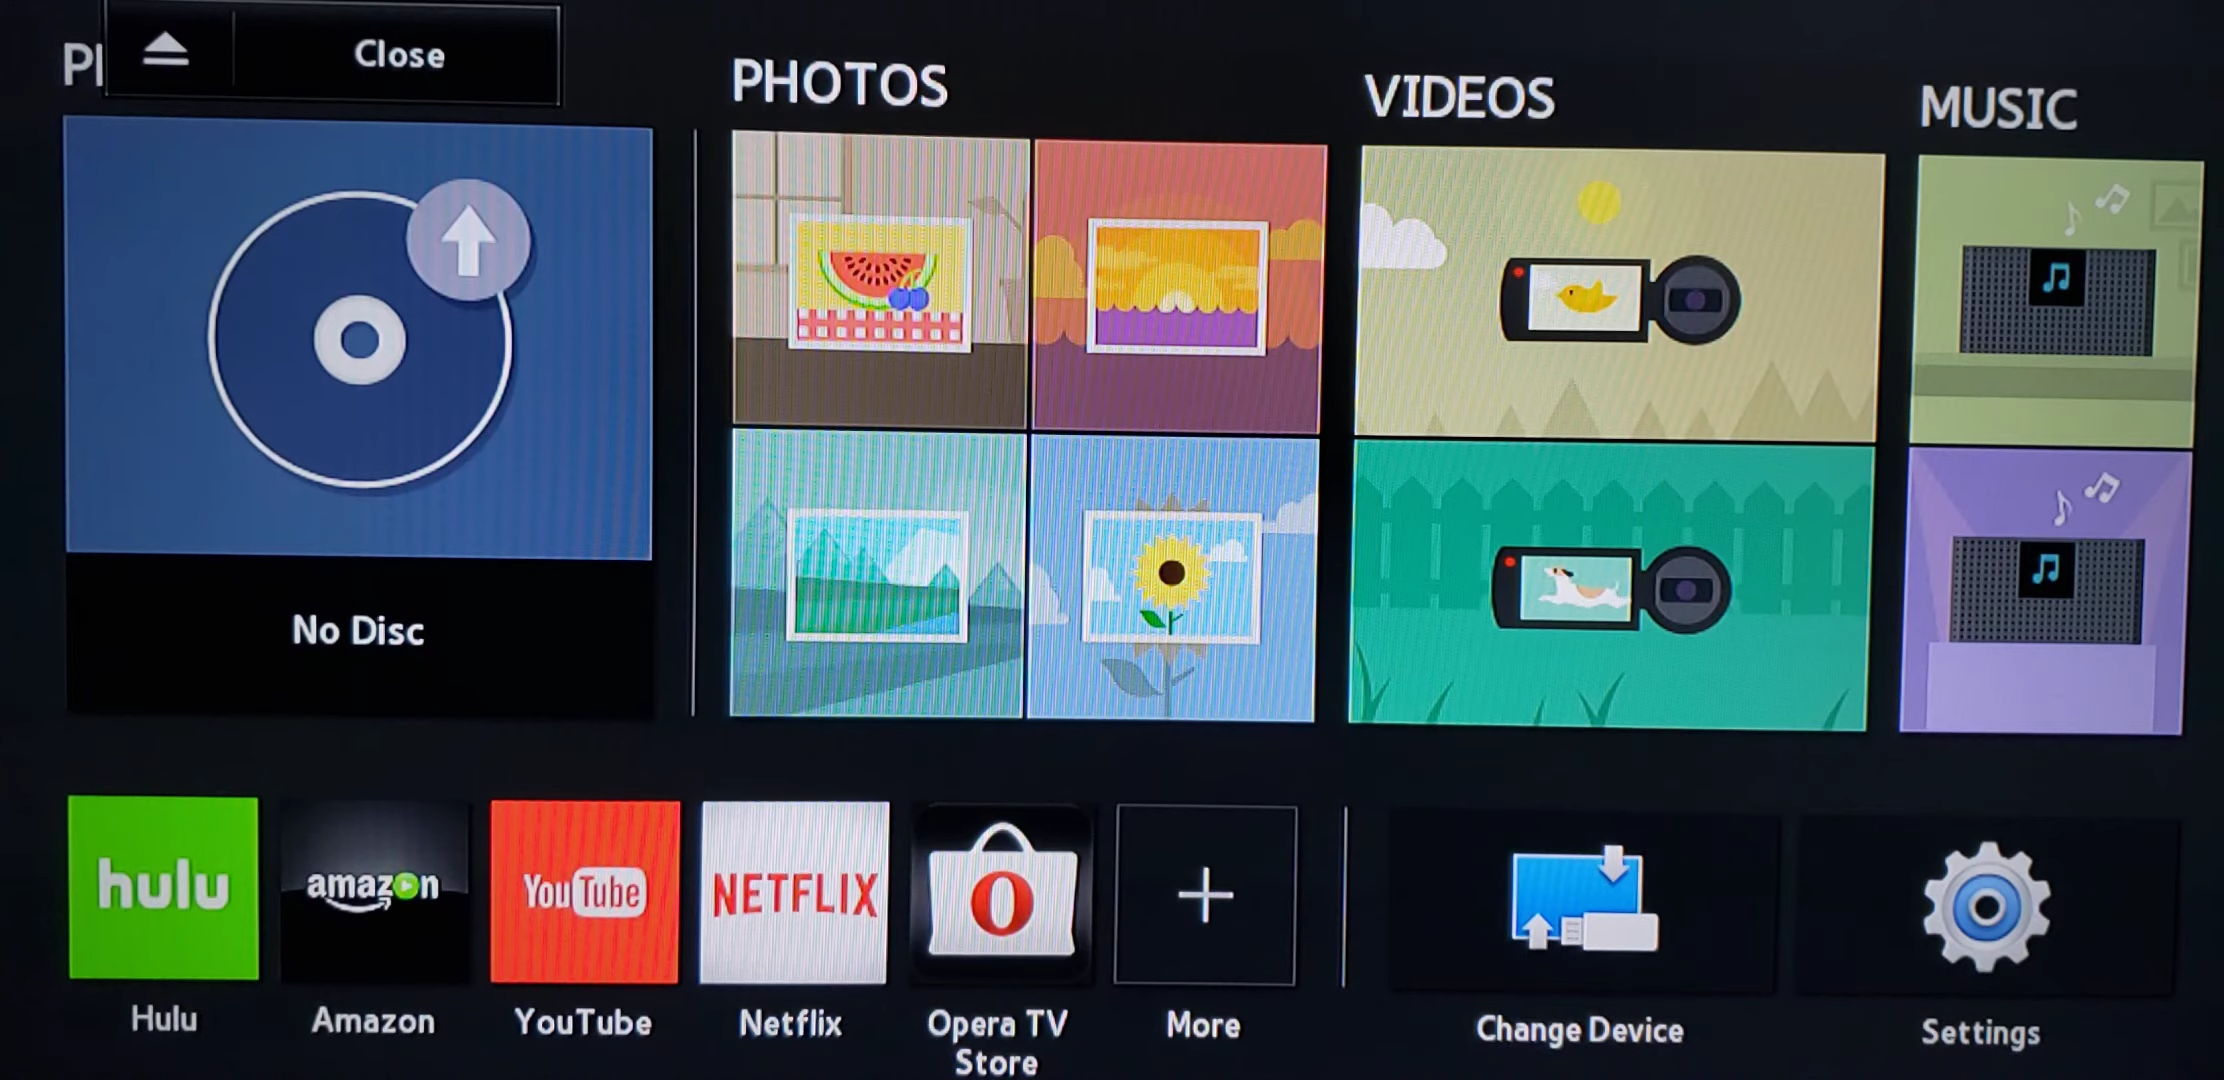 Close
PHOTOS
VIDEOS
MUSIC
No Disc
hulu
amazon
YouTube
NETFLIX
Hulu
Amazon
YouTube
Netflix
Opera TV
Store
More
Change Device
Settings